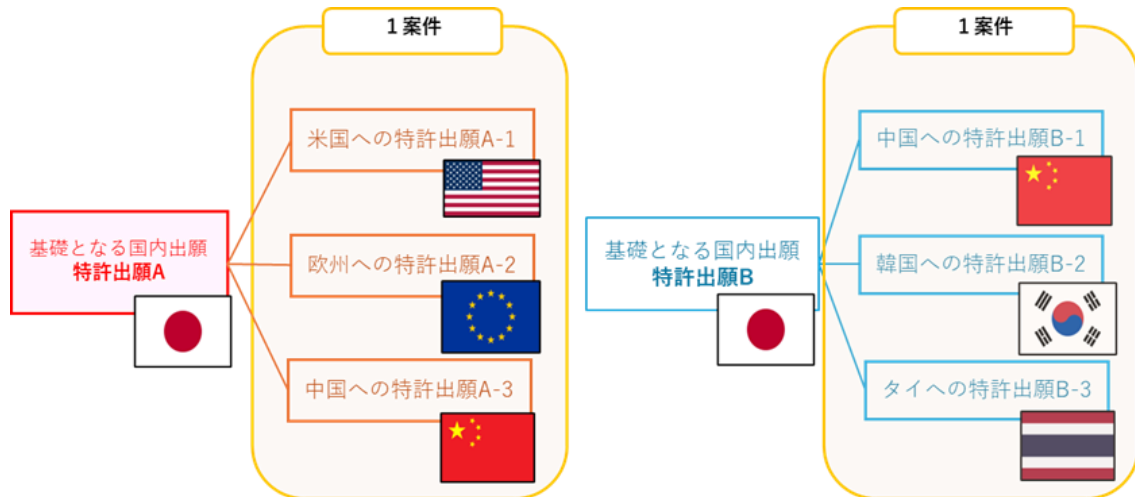 1案件
米国への特許出願A-1
欧州への特許出願A-2
中国への特許出願A-3
基礎となる国内出願
特許出願A
1案件
中国への特許出願B-1
韓国への特許出願B-2
タイへの特許出願B-3
基礎となる国内出願
特許出願B